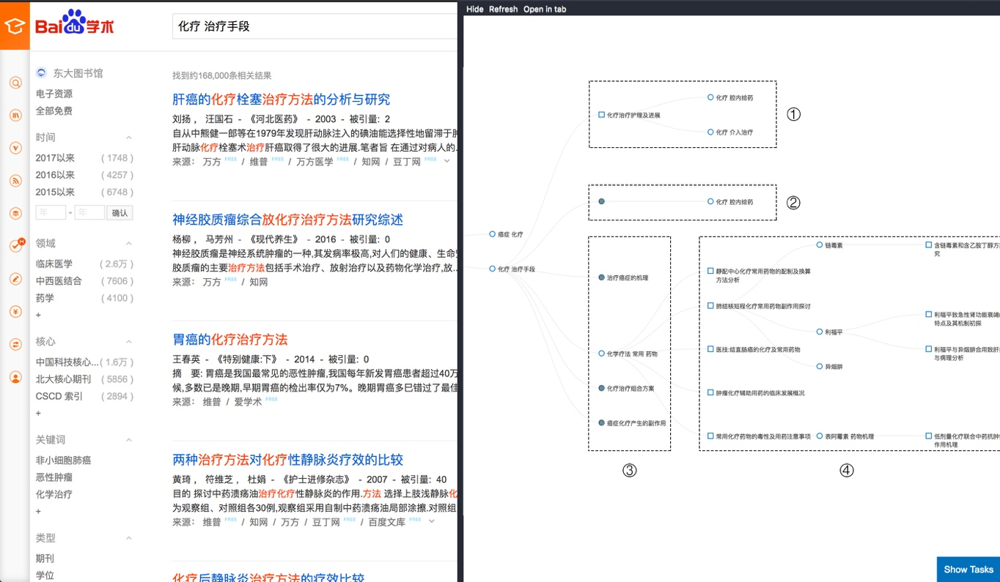 Baidu学术
化疗 治疗手段
东大图书馆
电子资源
全部免费
时间
2017以来 ( 1748 )
2016以来 ( 4257 )
2015以来 ( 6748 )
年 - 年 确认
领域
临床医学 ( 2.6万 )
中西医结合 ( 7606 )
药学 ( 4100 )
+
核心
中国科技核心... ( 1.6万 )
北大核心期刊 ( 5856 )
CSCD 索引 ( 2894 )
+
关键词
非小细胞肺癌
恶性肿瘤
化学治疗
+
类型
期刊
学位
找到约168,000条相关结果
肝癌的化疗栓塞治疗方法的分析与研究
刘扬 , 汪国石 - 《河北医药》 - 2003 - 被引量: 2
自从中熊健一郎等在1979年发现肝动脉注入的碘油能选择性地留滞于
肝动脉化疗栓塞术治疗肝癌取得了很大的进展.笔者旨 在通过对病人的.
来源: 万方 FREE / 维普 FREE / 万方医学 FREE / 知网 / 豆丁网 FREE
神经胶质瘤综合放化疗治疗方法研究综述
杨柳 , 马芳州 - 《现代养生》 - 2016 - 被引量: 0
神经胶质瘤是神经系统肿瘤的一种,其发病率极高,对人们的健康、生命
胶质瘤的主要治疗方法包括手术治疗、放射治疗以及药物化学治疗,放..
来源: 万方 FREE / 知网
胃癌的化疗治疗方法
王春英 - 《特别健康:下》 - 2014 - 被引量: 0
摘 要: 胃癌是我国最常见的恶性肿瘤,我国每年新发胃癌患者超过40万
候,多数已是晚期,早期胃癌的检出率仅为7%。晚期胃癌多巳错过了最佳
来源: 维普 / 爱学术 FREE
两种治疗方法对化疗性静脉炎疗效的比较
黄琦 , 符维芝 , 杜娟 - 《护士进修杂志》 - 2007 - 被引量: 40
目的 探讨中药溃疡油治疗化疗性静脉炎的作用.方法 选择上肢浅静脉化
为观察组、对照组各30例,观察组采用自制中药溃疡油局部涂擦.对照组
来源: 维普 FREE / 知网 / 万方 / 豆丁网 FREE / 百度文库 FREE
化疗后静脉炎治疗方法的疗效比较
Hide Refresh Open in tab
癌症 化疗
化疗 治疗手段
化疗治疗护理及进展
化疗 腔内给药
化疗 介入治疗
①
化疗 腔内给药
②
治疗癌症的机理
化学疗法 常用 药物
化疗治疗组合方案
癌症化疗产生的副作用
③
静配中心化疗常用药物的配制及换算
方法分析
肺结核短程化疗常用药物副作用探讨
医技:结直肠癌的化疗及常用药物
肿瘤化疗辅助用药的临床发展概况
常用化疗药物的毒性及用药注意事项
链毒素
利福平
异烟肼
表阿霉素 药物机理
含链毒素和含乙胺丁醇方
究
利福平致急性肾功能衰竭
特点及其机制初探
利福平与异烟肼合用致肝
与病理分析
低剂量化疗联合中药抗肿
作用机理
④
Show Tasks